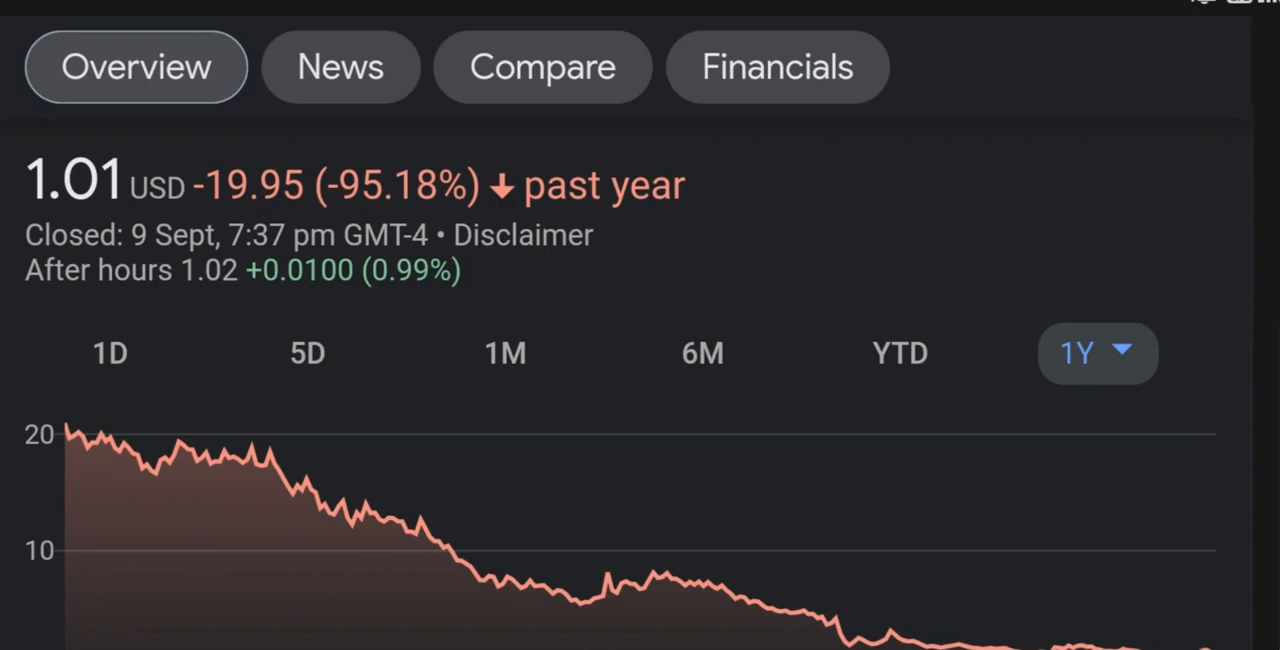 Overview News Compare Financials
1.01 USD -19.95 (-95.18%) ↓ past year
Closed: 9 Sept, 7:37 pm GMT-4 • Disclaimer
After hours 1.02 +0.0100 (0.99%)
1D 5D 1M 6M YTD 1Y
20
10